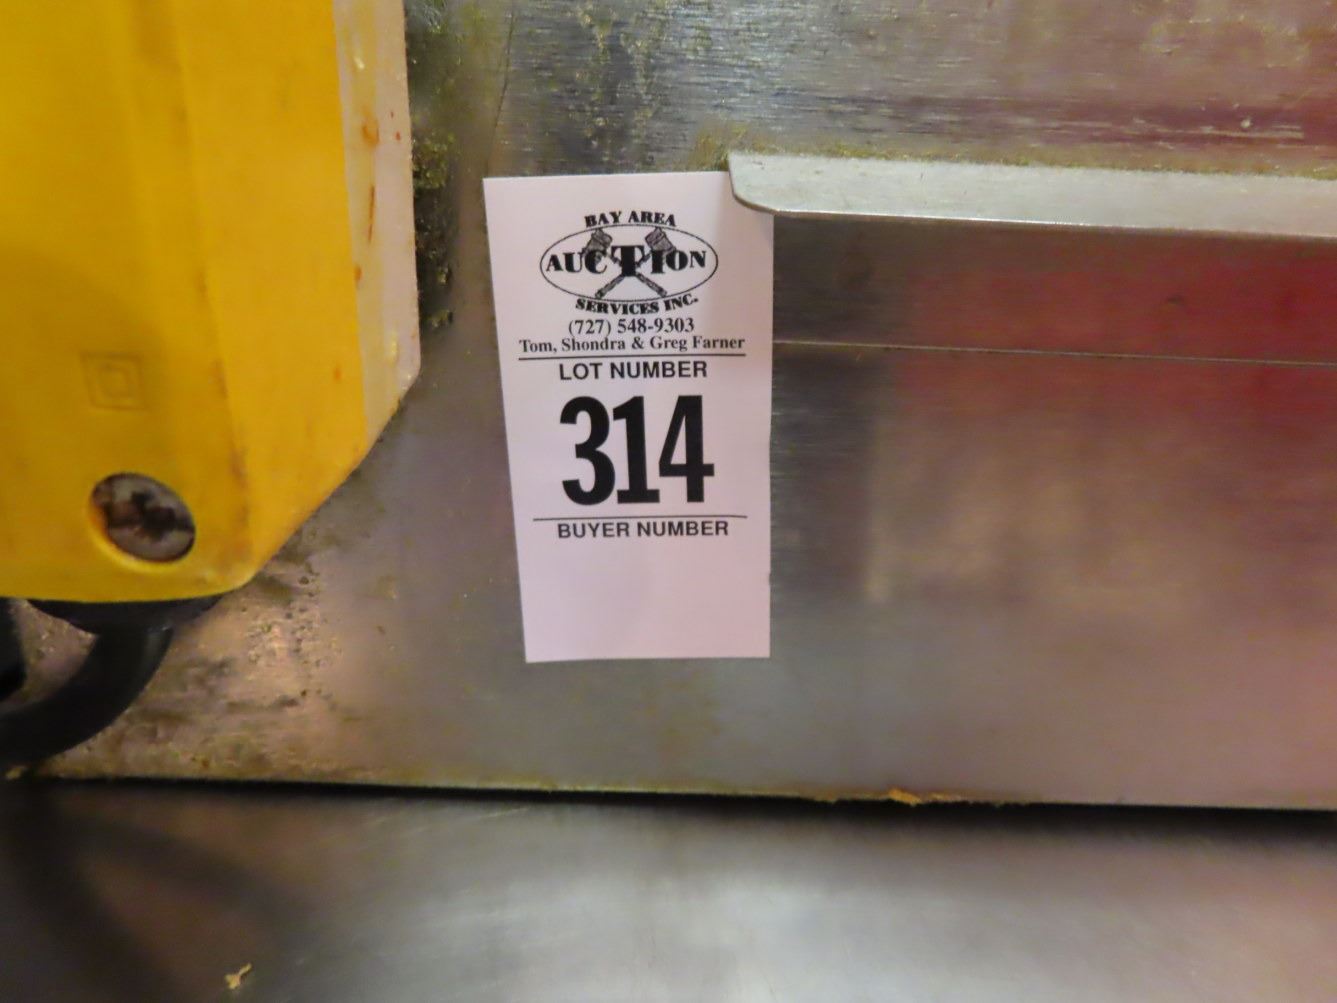 BAY AREA
AUCTION
SERVICES INC.
(727) 548-9303
Tom, Shondra & Greg Farner
LOT NUMBER
314
BUYER NUMBER